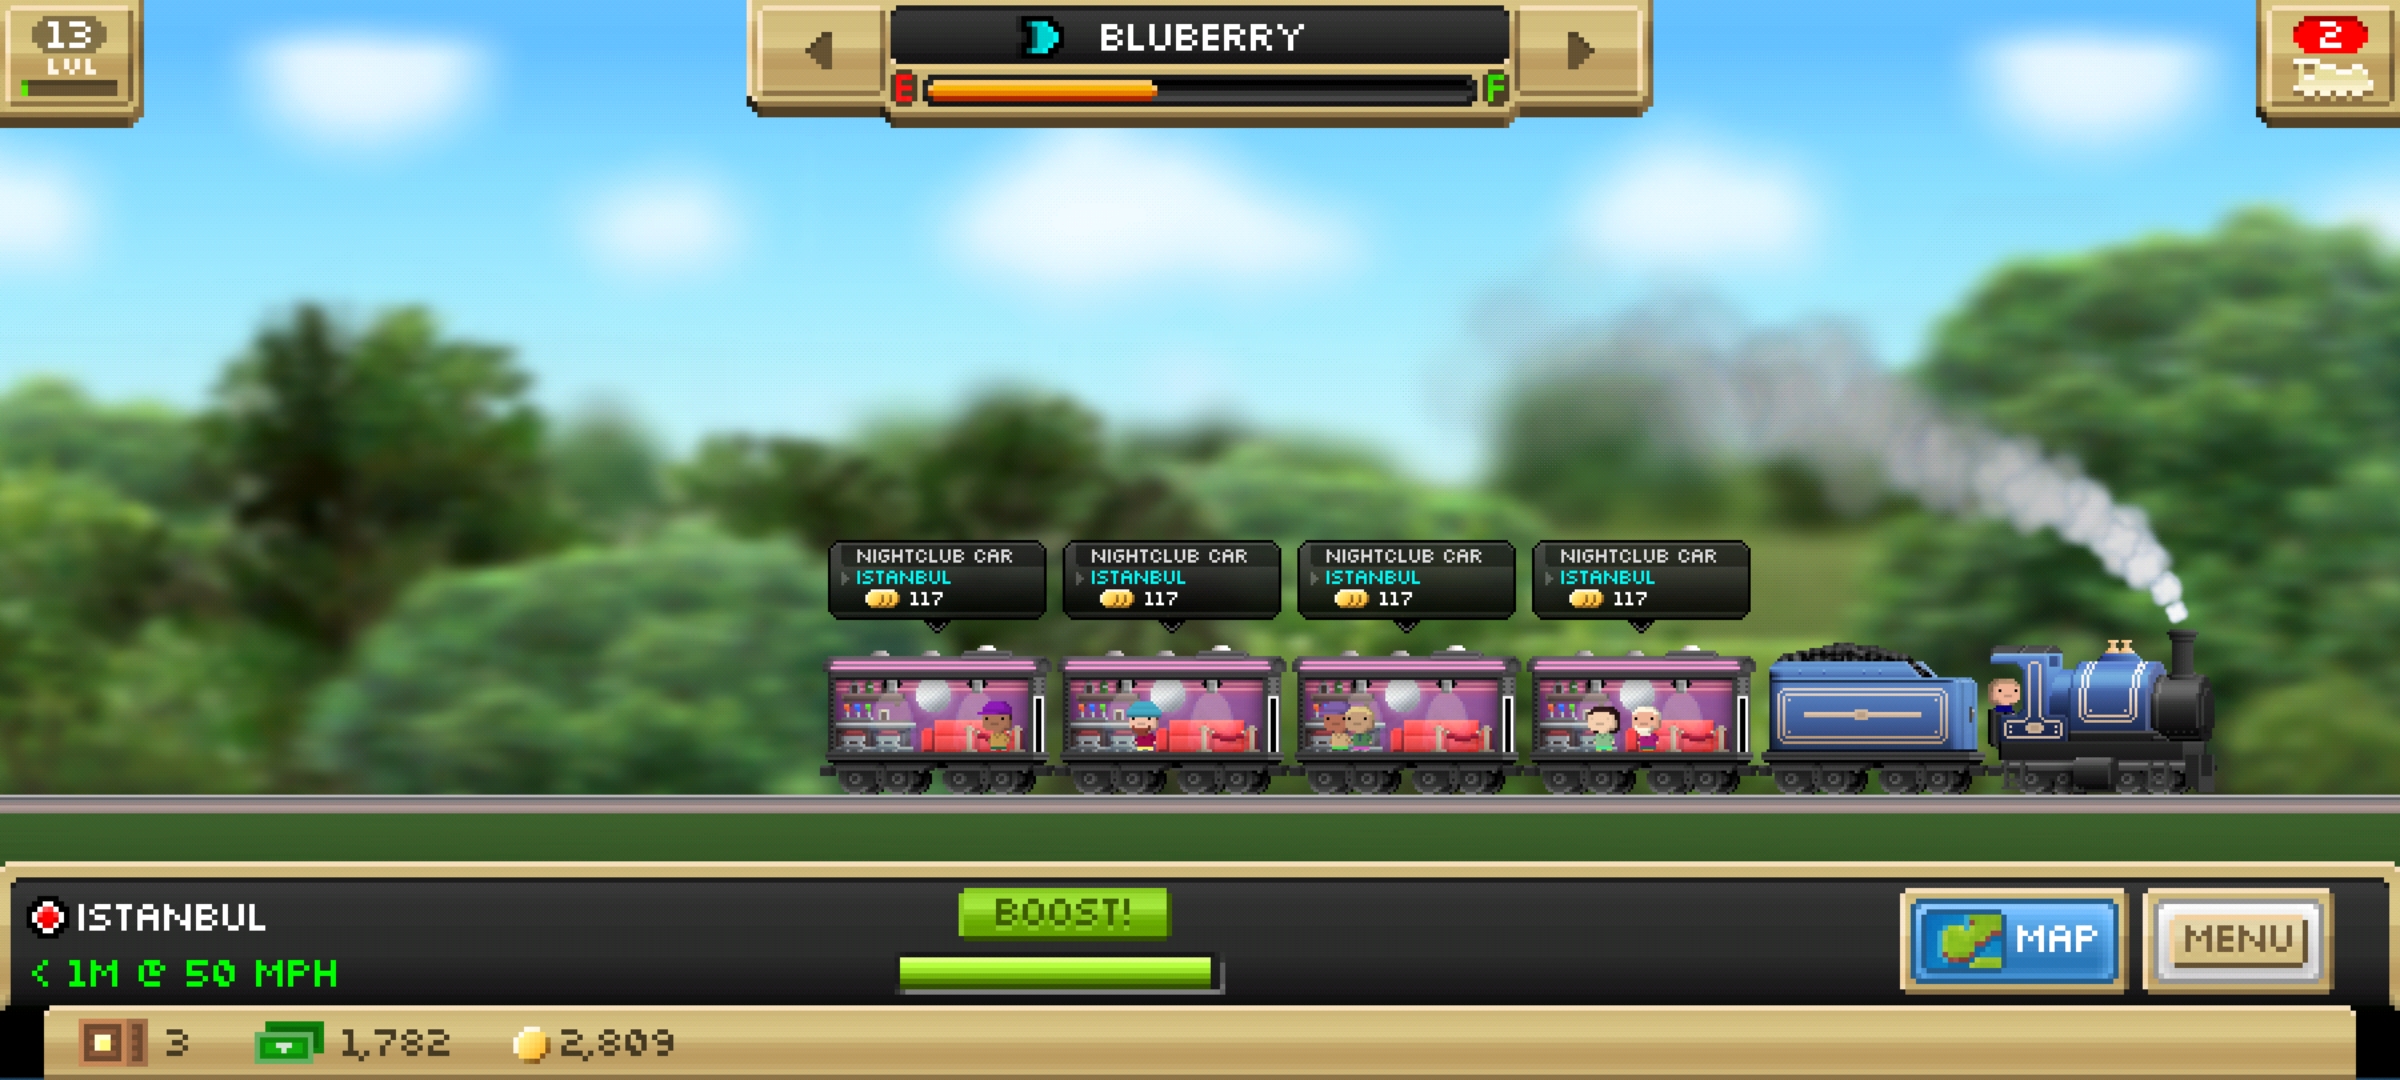 13
LVL
BLUBERRY
E F
2
NIGHTCLUB CAR
ISTANBUL
117
NIGHTCLUB CAR
ISTANBUL
117
NIGHTCLUB CAR
ISTANBUL
117
NIGHTCLUB CAR
ISTANBUL
117
ISTANBUL
< 1M @ 50 MPH
BOOST!
MAP
MENU
3 1,782 2,809